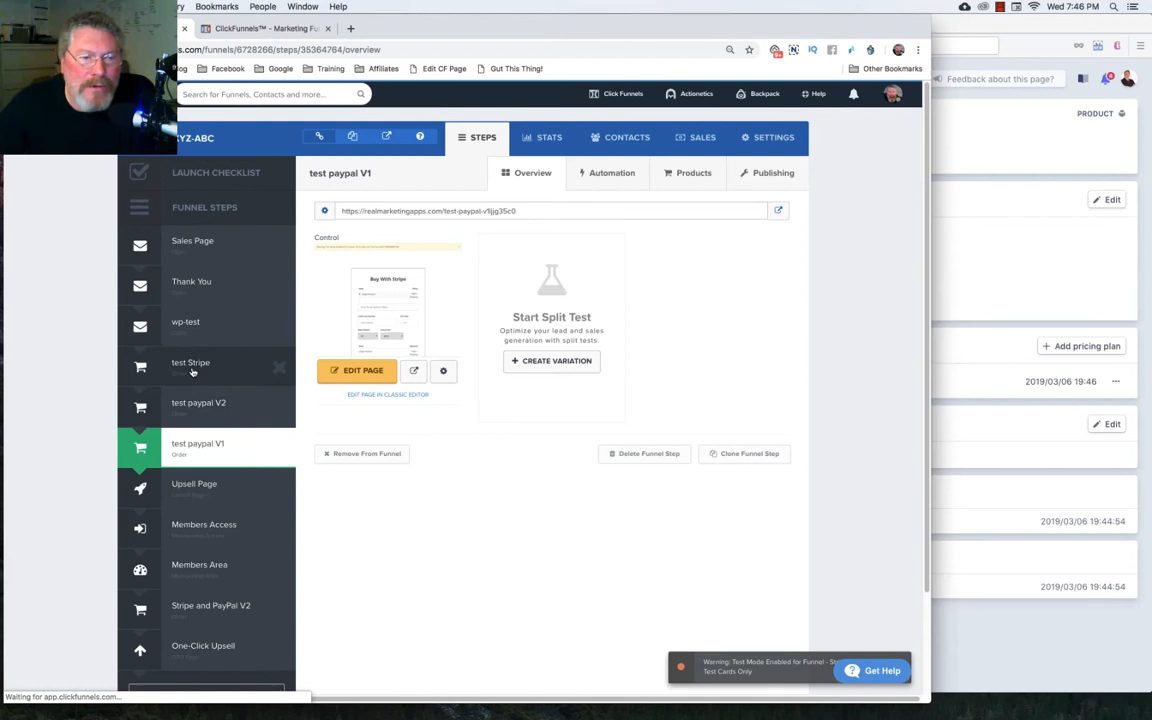 ry Bookmarks People Window Help
Wed 7:46 PM
ClickFunnels™ - Marketing Fu
s.com/funnels/6728266/steps/35364764/overview
log Facebook Google Training Affiliates Edit CF Page Gut This Thing! Other Bookmarks
Feedback about this page?
Search for Funnels, Contacts and more...
Click Funnels Actionetics Backpack Help
PRODUCT
XYZ-ABC
STEPS STATS CONTACTS SALES SETTINGS
LAUNCH CHECKLIST
test paypal V1
Overview Automation Products Publishing
FUNNEL STEPS
Edit
https://realmarketingapps.com/test-paypal-v1ijjg35c0
Sales Page
Control
Thank You
Buy With Stripe
wp-test
Start Split Test
Optimize your lead and sales
generation with split tests.
CREATE VARIATION
Add pricing plan
test Stripe
EDIT PAGE
2019/03/06 19:46
EDIT PAGE IN CLASSIC EDITOR
test paypal V2
Order
Edit
test paypal V1
Order
Remove From Funnel
Delete Funnel Step
Clone Funnel Step
Upsell Page
Members Access
2019/03/06 19:44:54
Members Area
2019/03/06 19:44:54
Stripe and PayPal V2
One-Click Upsell
Warning: Test Mode Enabled for Funnel - St
Test Cards Only
Get Help
Waiting for app.clickfunnels.com...